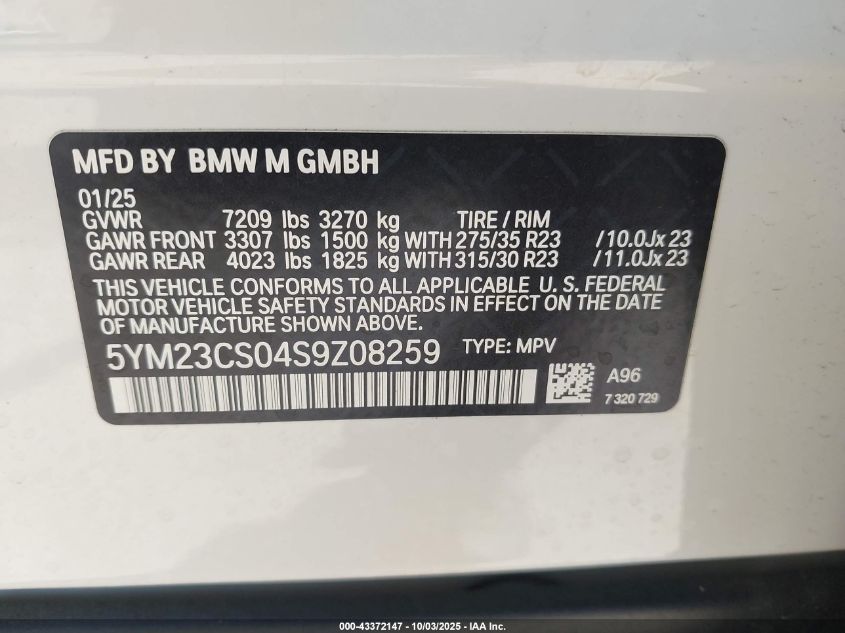 MFD BY BMW M GMBH
01/25
GVWR 7209 lbs 3270 kg TIRE / RIM
GAWR FRONT 3307 lbs 1500 kg WITH 275/35 R23 /10.0Jx 23
GAWR REAR 4023 lbs 1825 kg WITH 315/30 R23 /11.0Jx 23
THIS VEHICLE CONFORMS TO ALL APPLICABLE U. S. FEDERAL
MOTOR VEHICLE SAFETY STANDARDS IN EFFECT ON THE DATE
OF MANUFACTURE SHOWN ABOVE.
5YM23CS04S9Z08259 TYPE: MPV
A96
7 320 729
000-43372147 - 10/03/2025 - IAA Inc.